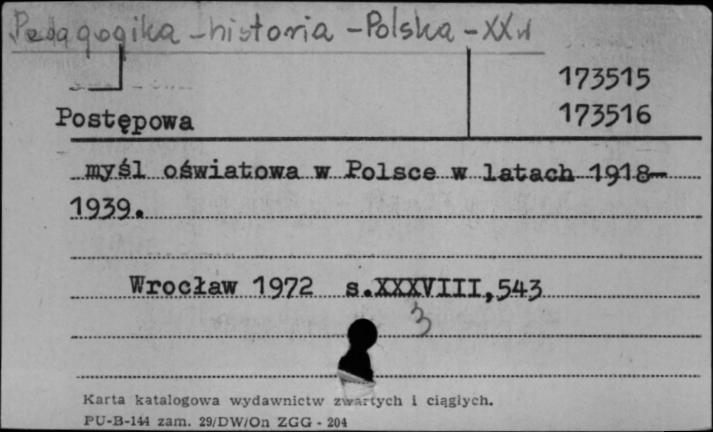 Pedagogika - historia - Polska - XX w
173515
173516
Postępowa
myśl oświatowa w Polsce w latach 1918-
1939.
Wrocław 1972 s.XXXVIII,543
3
Karta katalogowa wydawnictw zwartych i ciągłych.
PU-B-144 zam. 29/DW/On ZGG - 204